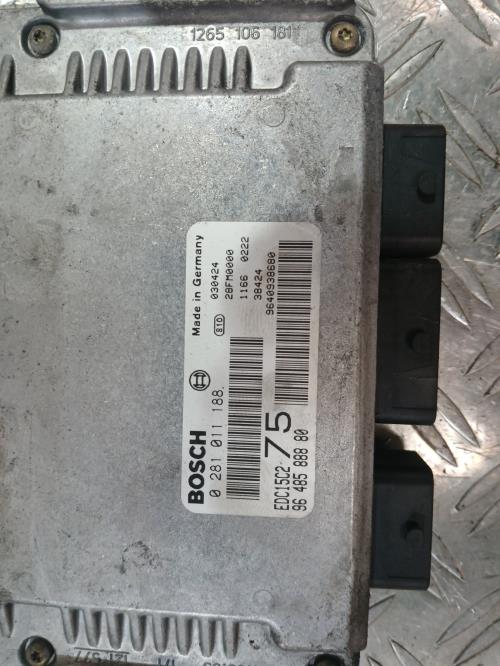 1265 106 181
Made in Germany
030424
28FM0000
1166 0222
38424
9640938680
S10
BOSCH
0 281 011 188.
EDC15C2-75
96 485 888 80